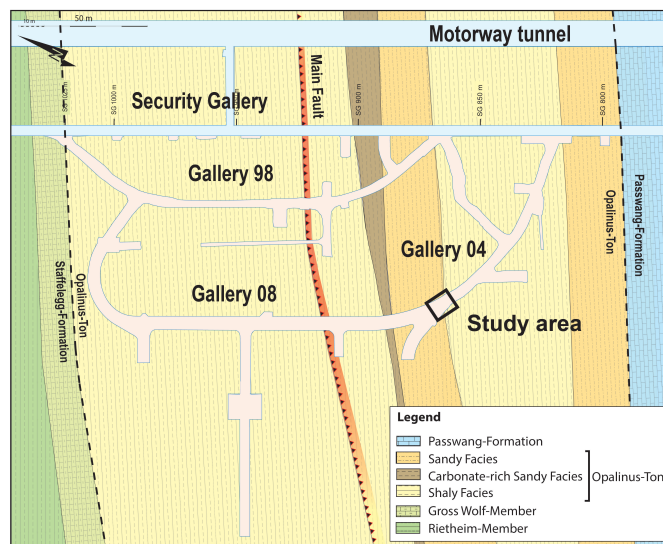 10 m
50 m
N
Motorway tunnel
Main Fault
Security Gallery
SG 1000 m
SG 900 m
SG 850 m
SG 800 m
Gallery 98
Gallery 04
Gallery 08
Opalinus-Ton
Staffelegg-Formation
Opalinus-Ton
Passwang-Formation
Study area
Legend
Passwang-Formation
Sandy Facies
Carbonate-rich Sandy Facies
Shaly Facies
Opalinus-Ton
Gross Wolf-Member
Rietheim-Member